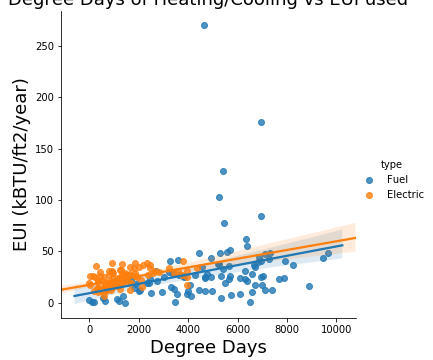 Degree Days of Heating/Cooling vs EUI used
EUI (kBTU/ft2/year)
250
200
150
100
50
0
0 2000 4000 6000 8000 10000
Degree Days
type
Fuel
Electric